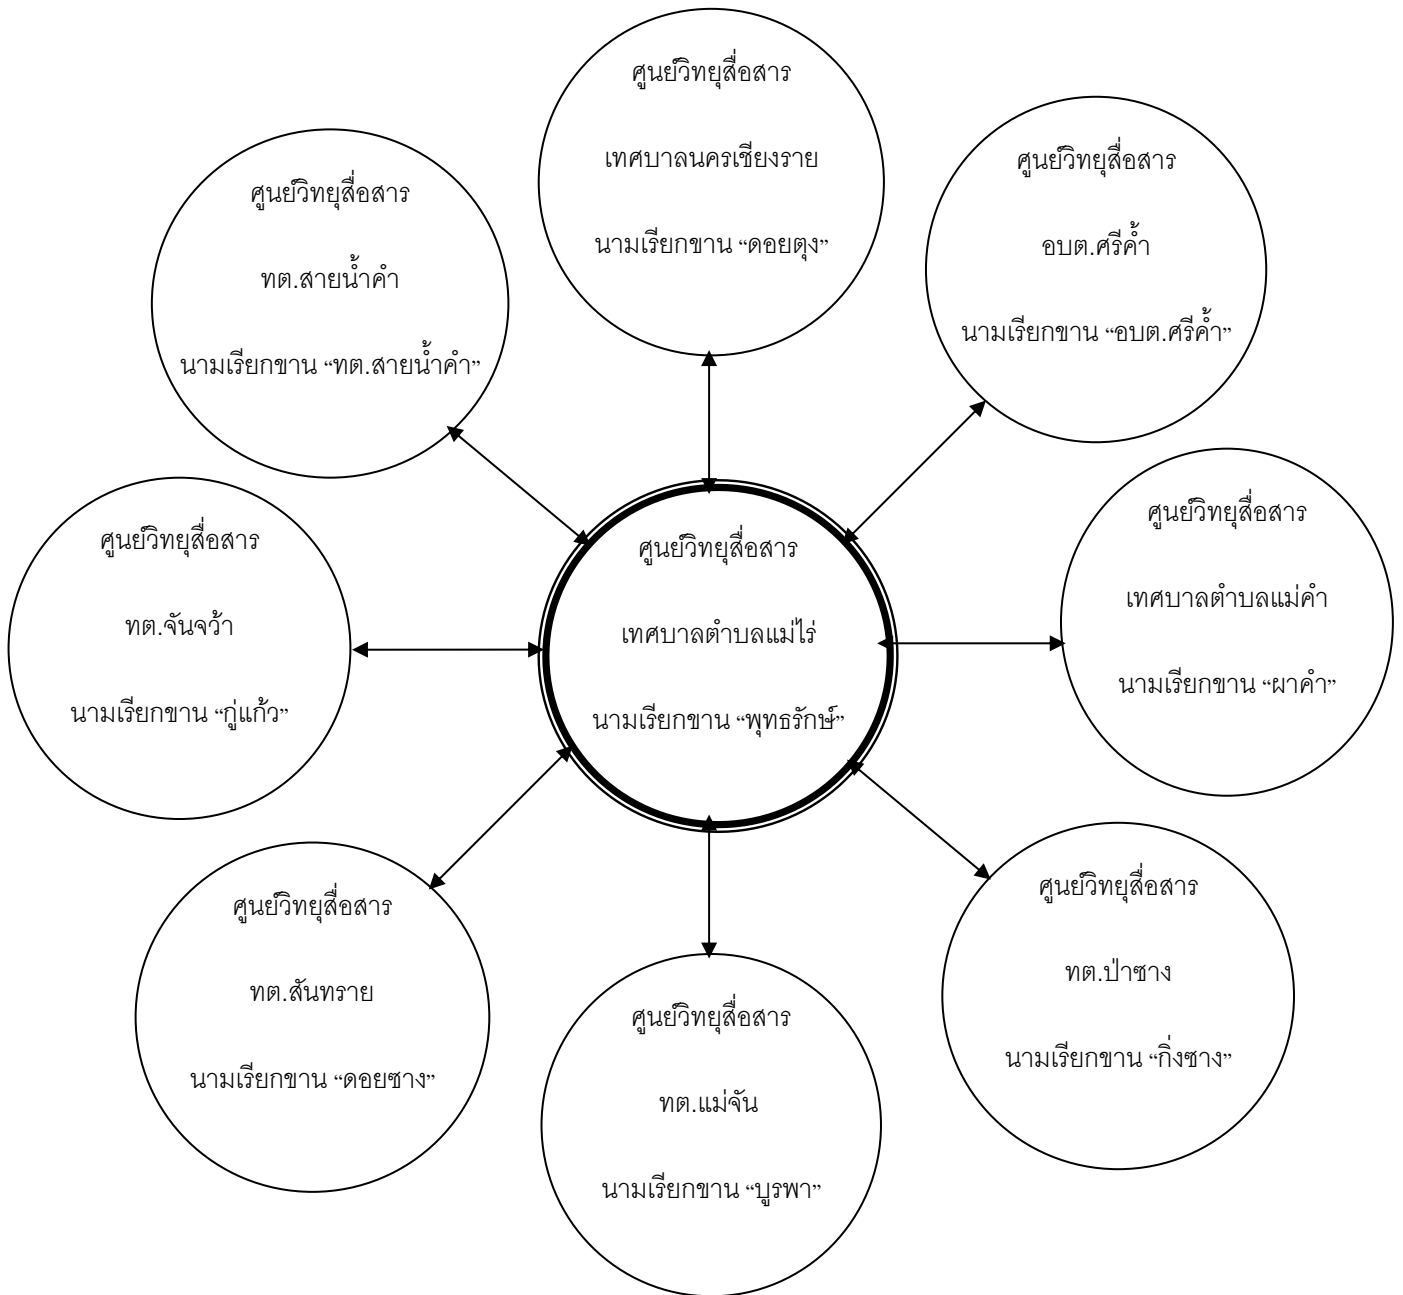 ศูนย์วิทยุสื่อสาร
เทศบาลนครเชียงราย
นามเรียกขาน “ดอยตุง”
ศูนย์วิทยุสื่อสาร
อบต.ศรีค้ำ
นามเรียกขาน “อบต.ศรีค้ำ”
ศูนย์วิทยุสื่อสาร
ทต.สายน้ำคำ
นามเรียกขาน “ทต.สายน้ำคำ”
ศูนย์วิทยุสื่อสาร
เทศบาลตำบลแม่คำ
นามเรียกขาน “ผาคำ”
ศูนย์วิทยุสื่อสาร
ทต.จันจว้า
นามเรียกขาน “กู่แก้ว”
ศูนย์วิทยุสื่อสาร
เทศบาลตำบลแม่ไร่
นามเรียกขาน “พุทธรักษ์”
ศูนย์วิทยุสื่อสาร
ทต.ป่าซาง
นามเรียกขาน “กิ่งซาง”
ศูนย์วิทยุสื่อสาร
ทต.สันทราย
นามเรียกขาน “ดอยซาง”
ศูนย์วิทยุสื่อสาร
ทต.แม่จัน
นามเรียกขาน “บูรพา”